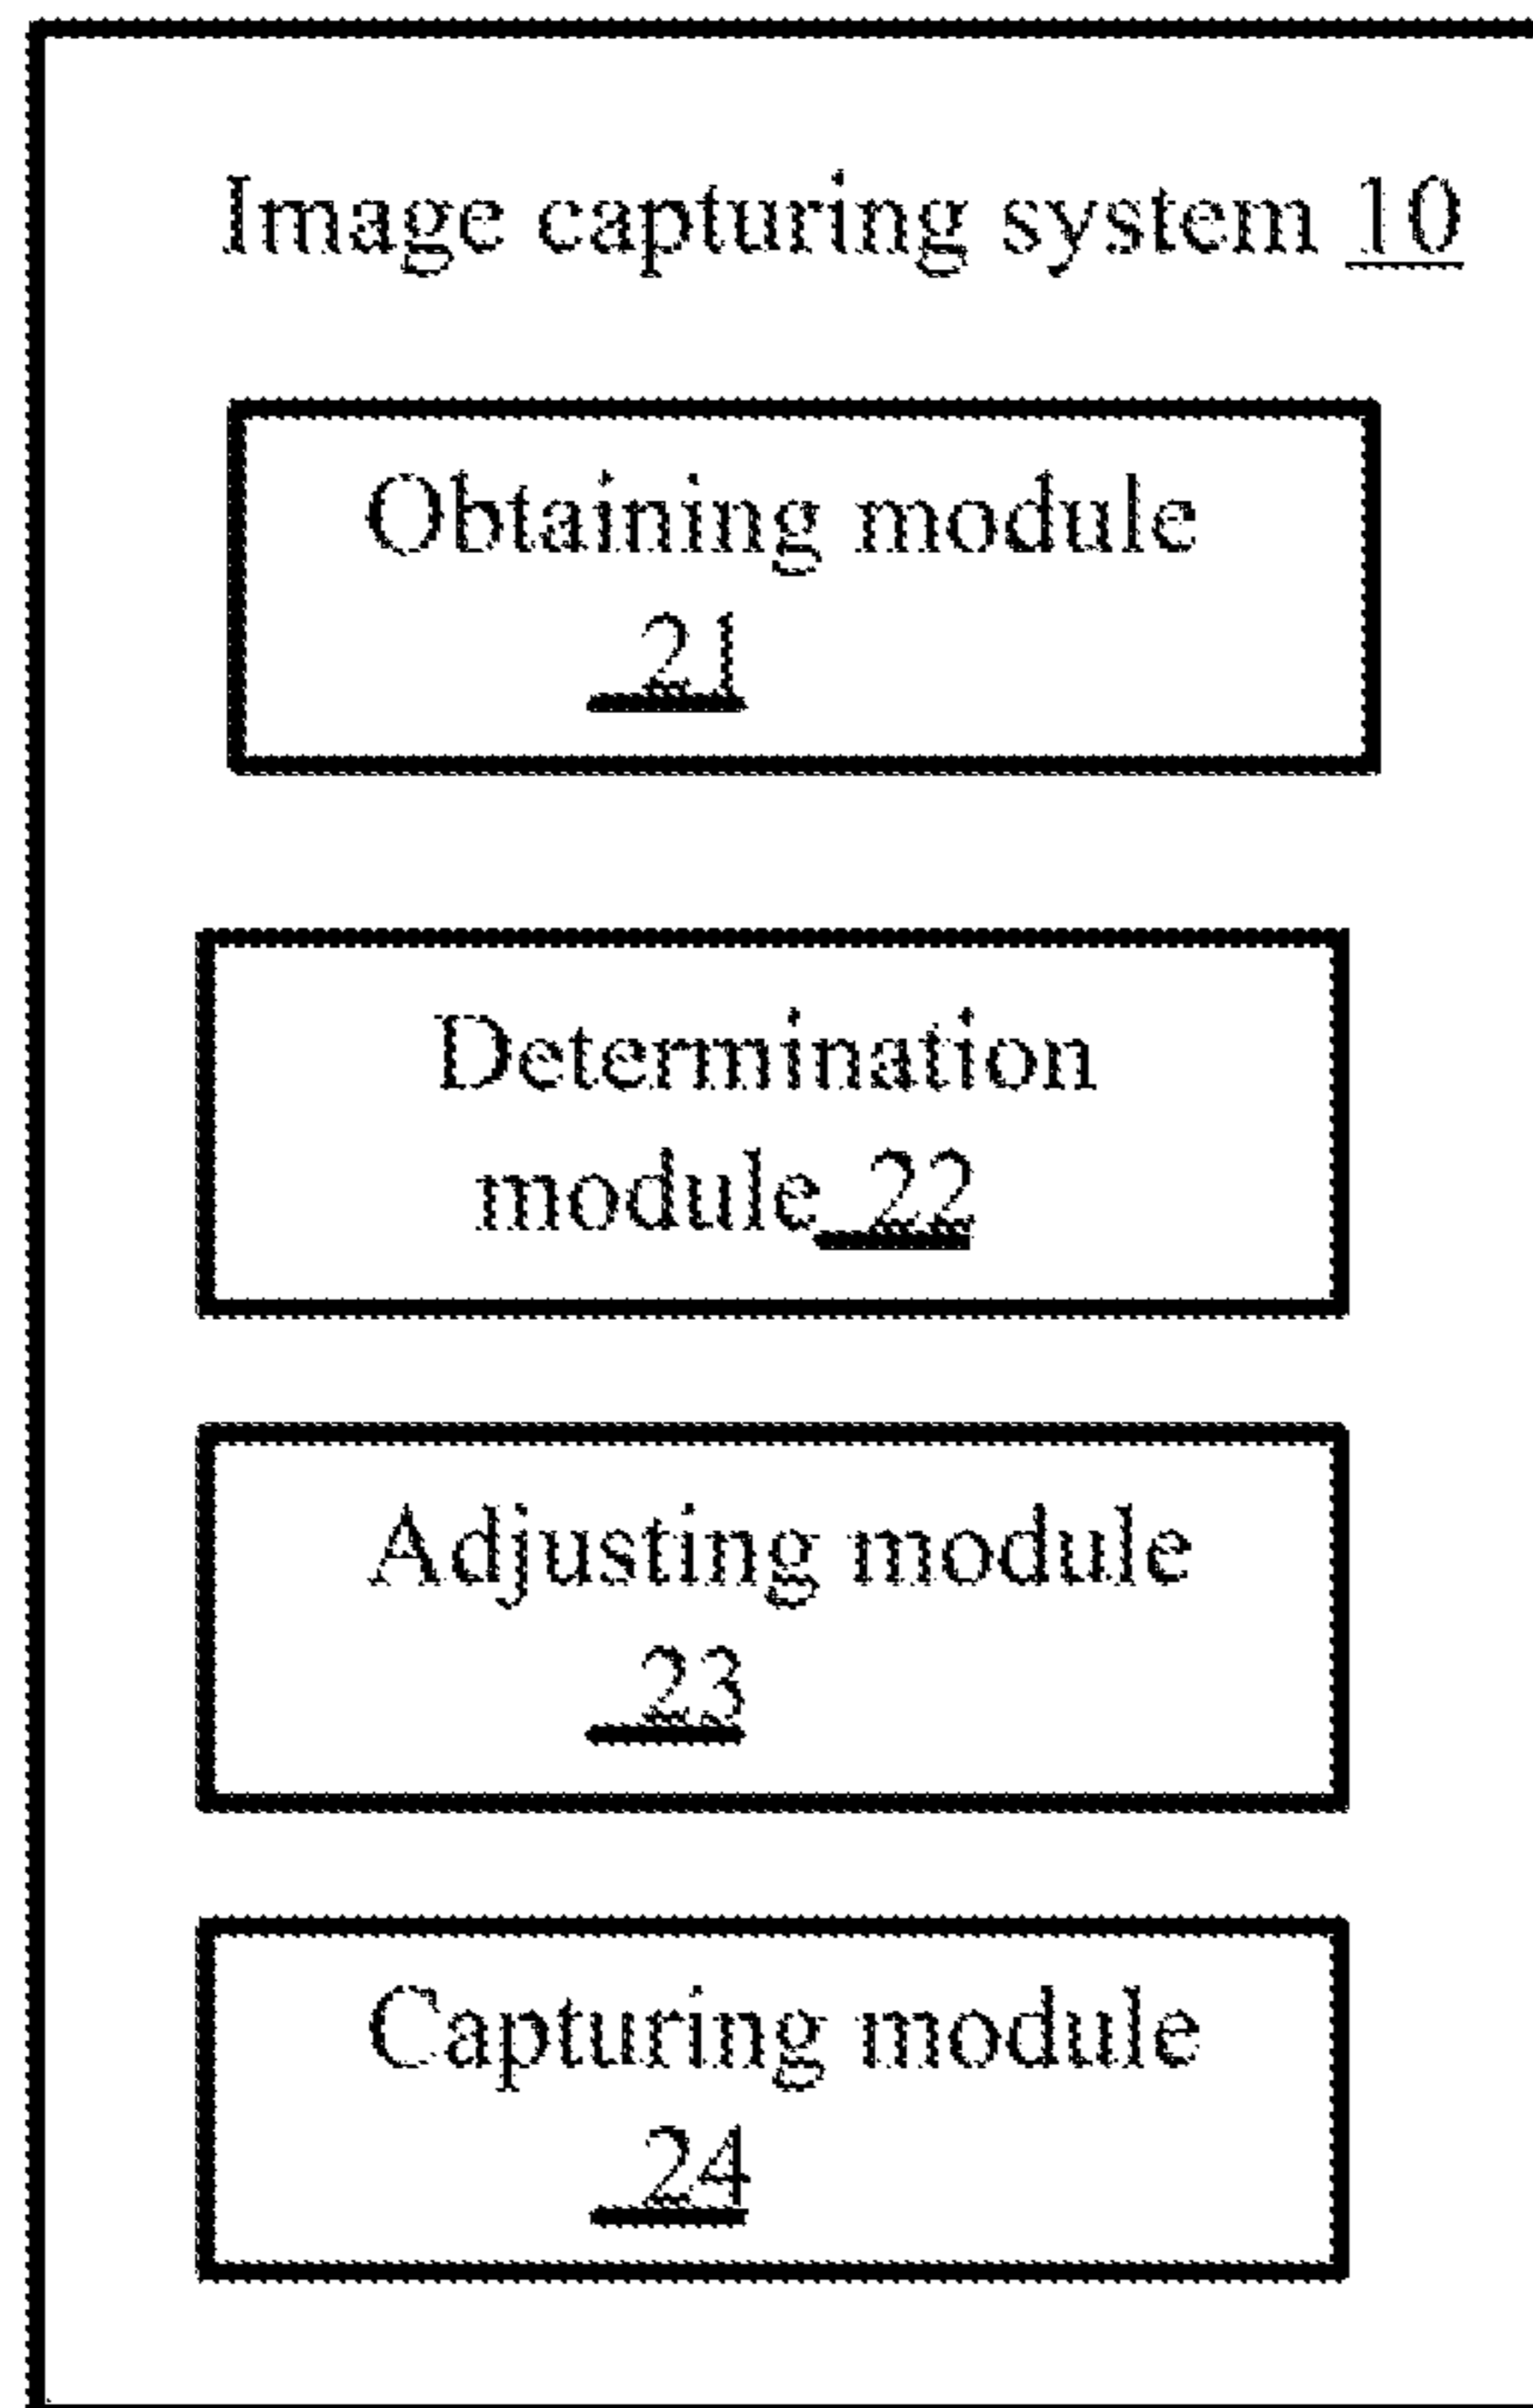 Image capturing system 10
Obtaining module
21
Determination
module 22
Adjusting module
23
Capturing module
24